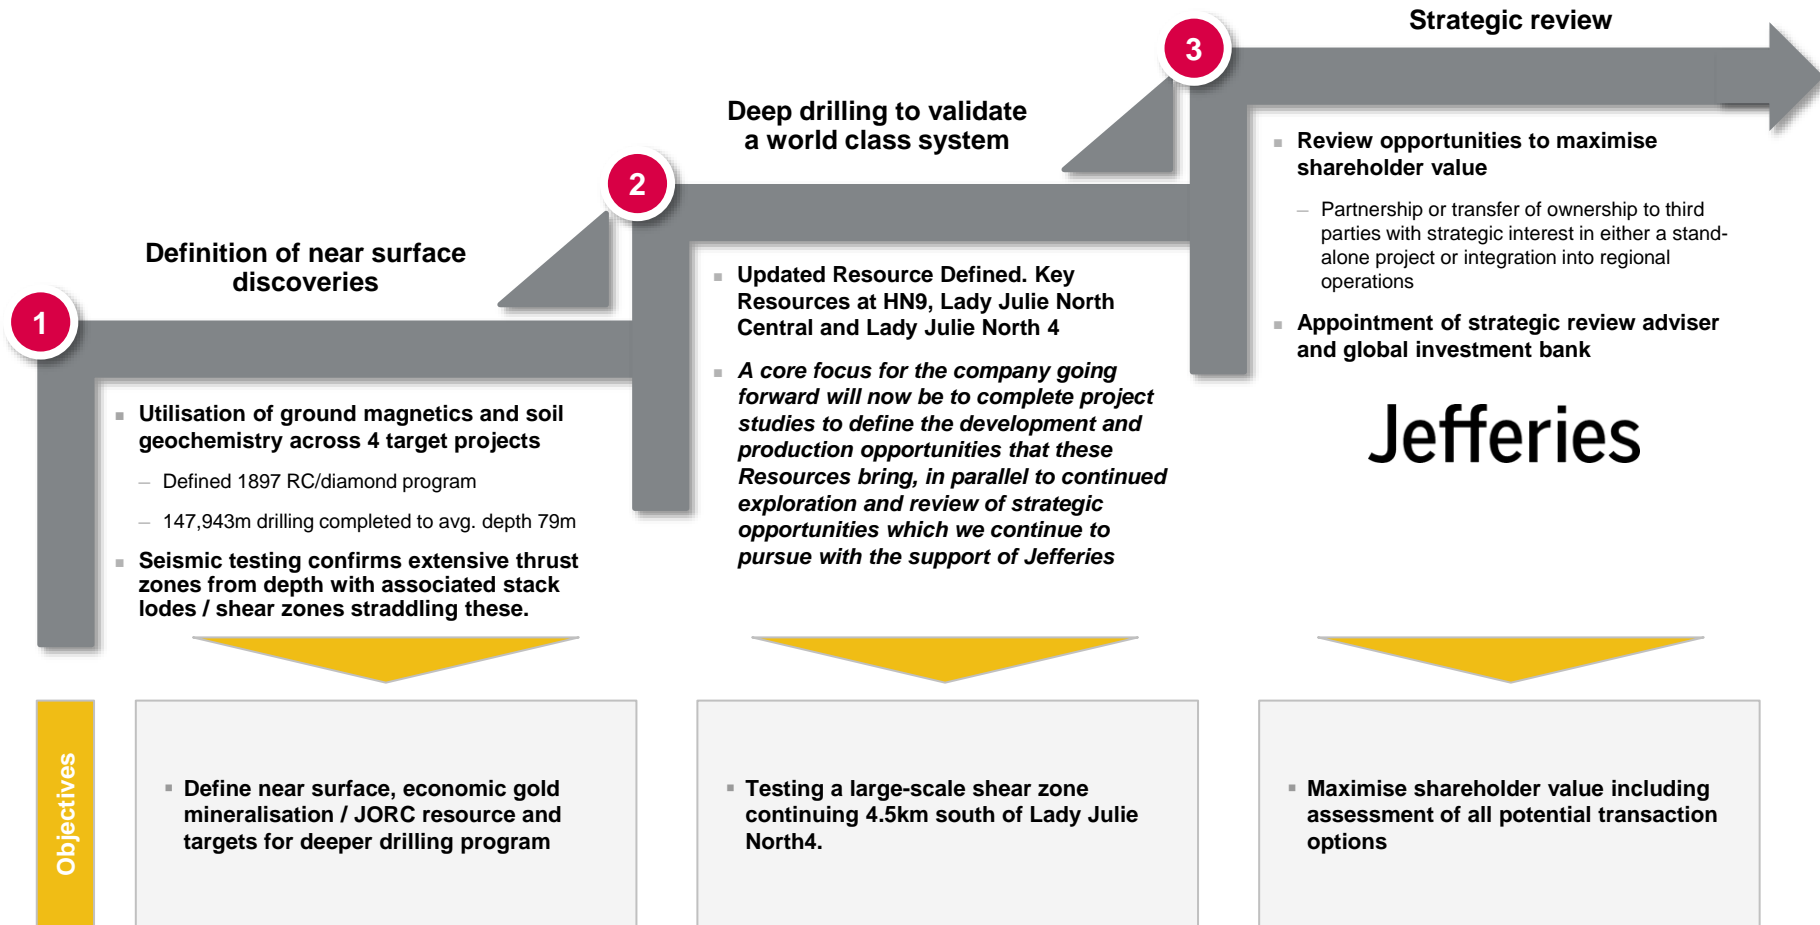 1
Definition of near surface
discoveries
■ Utilisation of ground magnetics and soil
geochemistry across 4 target projects
– Defined 1897 RC/diamond program
– 147,943m drilling completed to avg. depth 79m
■ Seismic testing confirms extensive thrust
zones from depth with associated stack
lodes / shear zones straddling these.
2
Deep drilling to validate
a world class system
■ Updated Resource Defined. Key
Resources at HN9, Lady Julie North
Central and Lady Julie North 4
■ A core focus for the company going
forward will now be to complete project
studies to define the development and
production opportunities that these
Resources bring, in parallel to continued
exploration and review of strategic
opportunities which we continue to
pursue with the support of Jefferies
3
Strategic review
■ Review opportunities to maximise
shareholder value
– Partnership or transfer of ownership to third
parties with strategic interest in either a stand-
alone project or integration into regional
operations
■ Appointment of strategic review adviser
and global investment bank
Jefferies
Objectives
■ Define near surface, economic gold
mineralisation / JORC resource and
targets for deeper drilling program
■ Testing a large-scale shear zone
continuing 4.5km south of Lady Julie
North4.
■ Maximise shareholder value including
assessment of all potential transaction
options